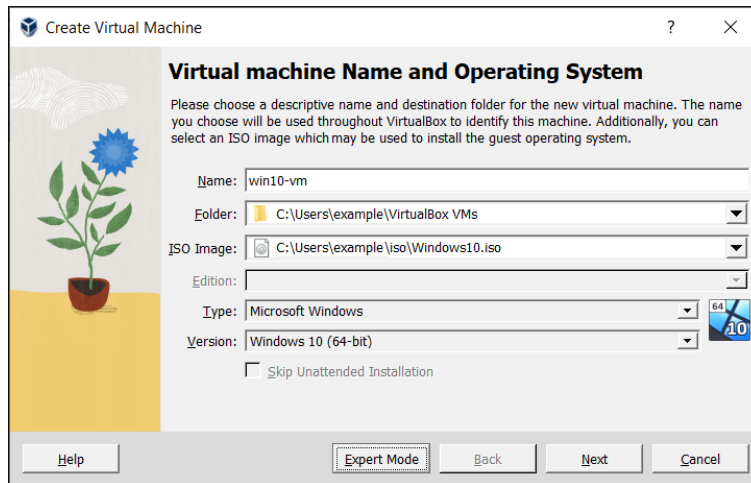 Create Virtual Machine
?
Virtual machine Name and Operating System
Please choose a descriptive name and destination folder for the new virtual machine. The name
you choose will be used throughout VirtualBox to identify this machine. Additionally, you can
select an ISO image which may be used to install the guest operating system.
Name: win10-vm
Folder: C:\Users\example\VirtualBox VMs
ISO Image: C:\Users\example\iso\Windows10.iso
Edition:
Type: Microsoft Windows
64
10
Version: Windows 10 (64-bit)
Skip Unattended Installation
Help Expert Mode Back Next Cancel